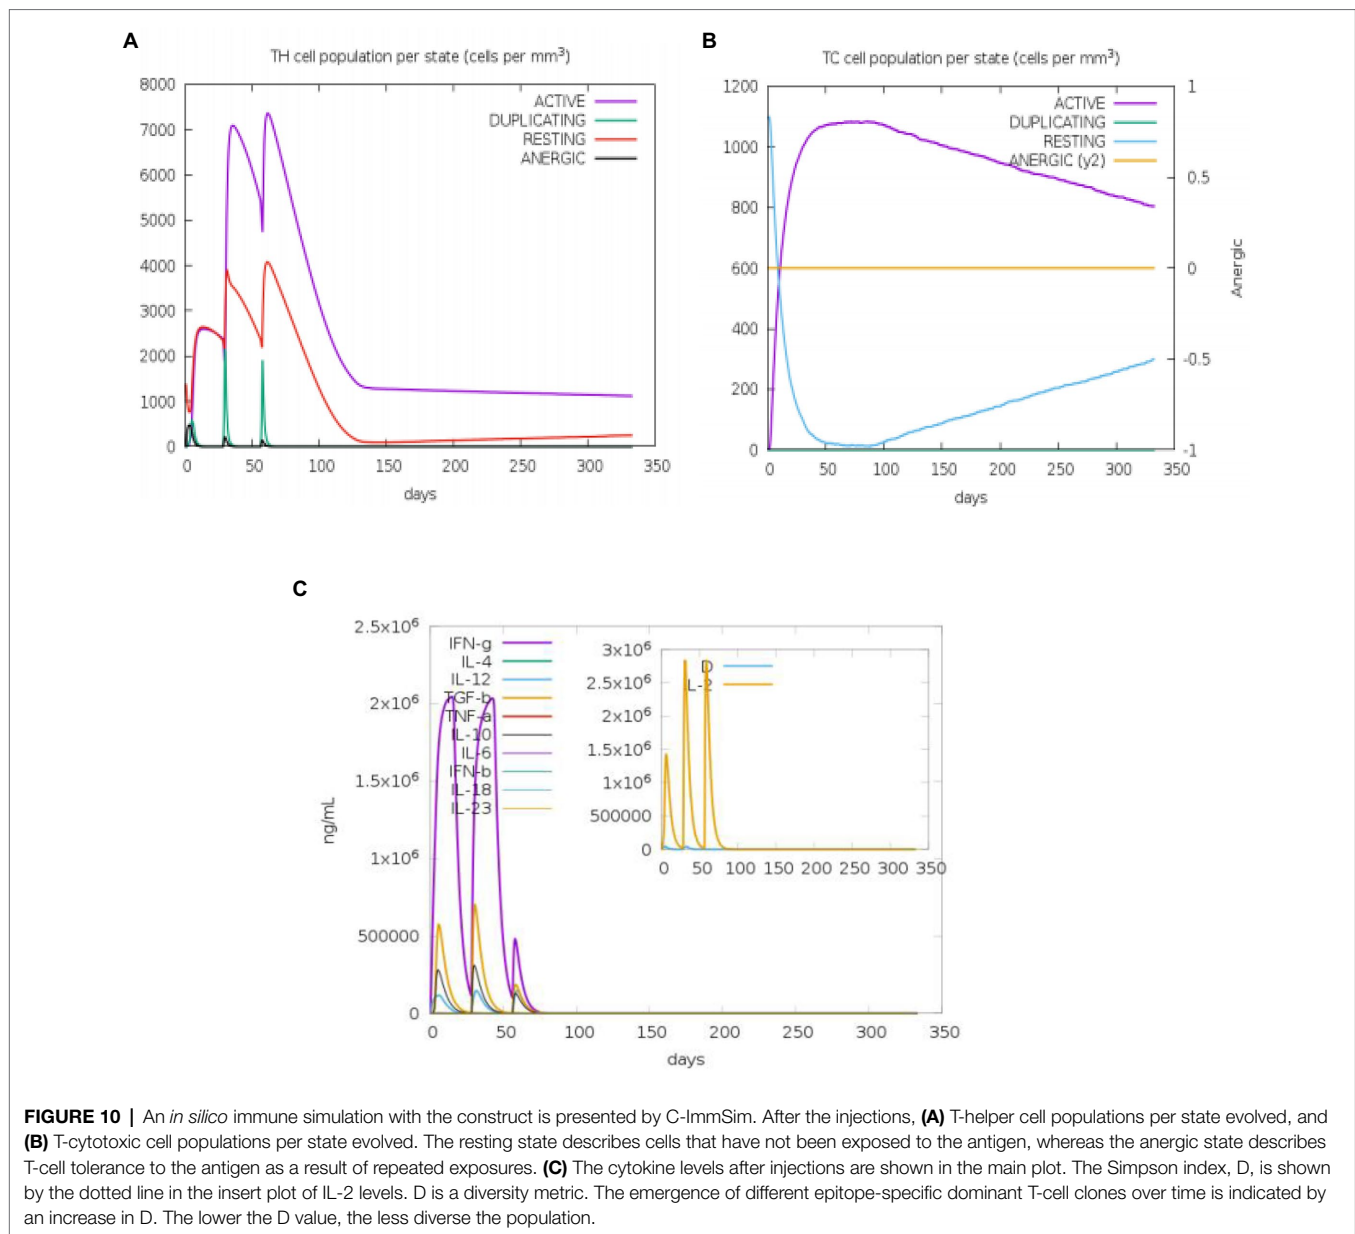 A
TH cell population per state (cells per mm³)
8000
7000
6000
5000
4000
3000
2000
1000
0
ACTIVE
DUPLICATING
RESTING
ANERGIC
0 50 100 150 200 250 300 350
days
B
TC cell population per state (cells per mm³)
1200
1000
800
600
400
200
0
ACTIVE
DUPLICATING
RESTING
ANERGIC (y2)
1
0.5
0
-0.5
-1
Anergic
0 50 100 150 200 250 300 350
days
C
2.5x10⁶
2x10⁶
1.5x10⁶
1x10⁶
500000
0
ng/mL
IFN-g
IL-4
IL-12
TGF-b
TNF-a
IL-10
IL-6
IFN-b
IL-18
IL-23
3x10⁶
2.5x10⁶
2x10⁶
1.5x10⁶
1x10⁶
500000
0
D
IL-2
0 50 100 150 200 250 300 350
0 50 100 150 200 250 300 350
days
FIGURE 10 | An in silico immune simulation with the construct is presented by C-ImmSim. After the injections, (A) T-helper cell populations per state evolved, and
(B) T-cytotoxic cell populations per state evolved. The resting state describes cells that have not been exposed to the antigen, whereas the anergic state describes
T-cell tolerance to the antigen as a result of repeated exposures. (C) The cytokine levels after injections are shown in the main plot. The Simpson index, D, is shown
by the dotted line in the insert plot of IL-2 levels. D is a diversity metric. The emergence of different epitope-specific dominant T-cell clones over time is indicated by
an increase in D. The lower the D value, the less diverse the population.